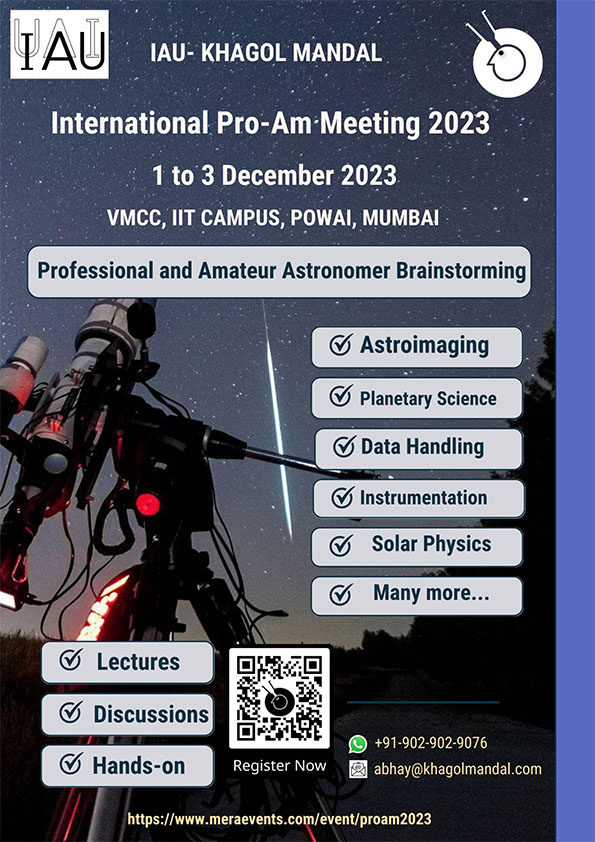 IAU
IAU- KHAGOL MANDAL
International Pro-Am Meeting 2023
1 to 3 December 2023
VMCC, IIT CAMPUS, POWAI, MUMBAI
Professional and Amateur Astronomer Brainstorming
Astroimaging
Planetary Science
Data Handling
Instrumentation
Solar Physics
Many more...
Lectures
Discussions
Hands-on
Register Now
+91-902-902-9076
abhay@khagolmandal.com
https://www.meraevents.com/event/proam2023